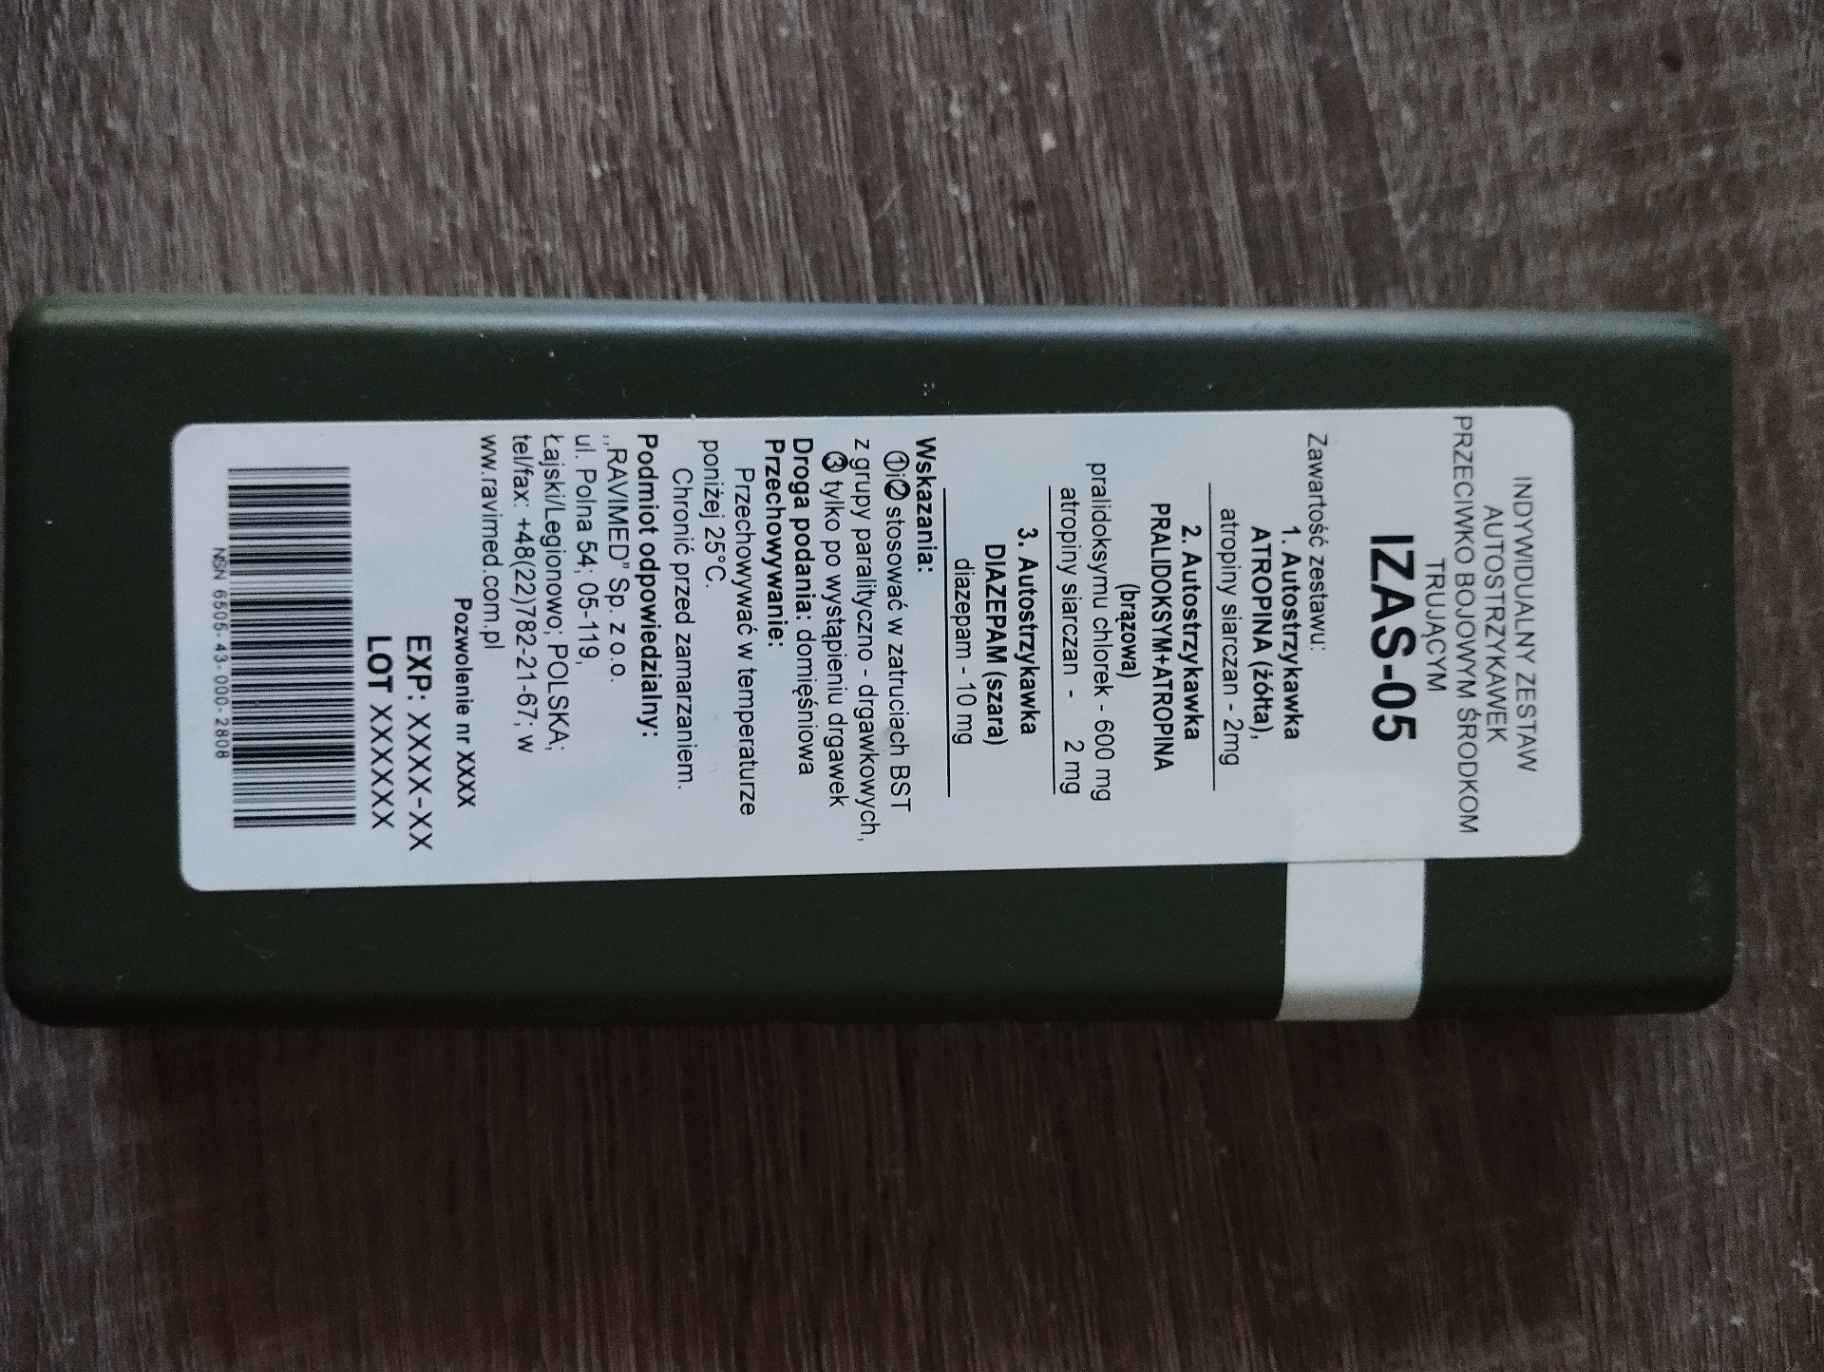 INDYWIDUALNY ZESTAW
AUTOSTRZYKAWEK
PRZECIWKO BOJOWYM ŚRODKOM
TRUJĄCYM
IZAS-05
Zawartość zestawu:
1. Autostrzykawka
ATROPINA (żółta),
atropiny siarczan - 2mg
2. Autostrzykawka
PRALIDOKSYM+ATROPINA
(brązowa)
pralidoksymu chlorek - 600 mg
atropiny siarczan - 2 mg
3. Autostrzykawka
DIAZEPAM (szara)
diazepam - 10 mg
Wskazania:
①i② stosować w zatruciach BST
z grupy paralityczno - drgawkowych,
③ tylko po wystąpieniu drgawek
Droga podania: domięśniowa
Przechowywanie:
Przechowywać w temperaturze
poniżej 25°C.
Chronić przed zamarzaniem.
Podmiot odpowiedzialny:
,,RAVIMED" Sp. z o.o.
ul. Polna 54; 05-119,
Łajski/Legionowo; POLSKA;
tel/fax: +48(22)782-21-67; w
ww.ravimed.com.pl
Pozwolenie nr XXXX
EXP: XXXX-XX
LOT XXXXXX
NSN 6505-43-000-2808